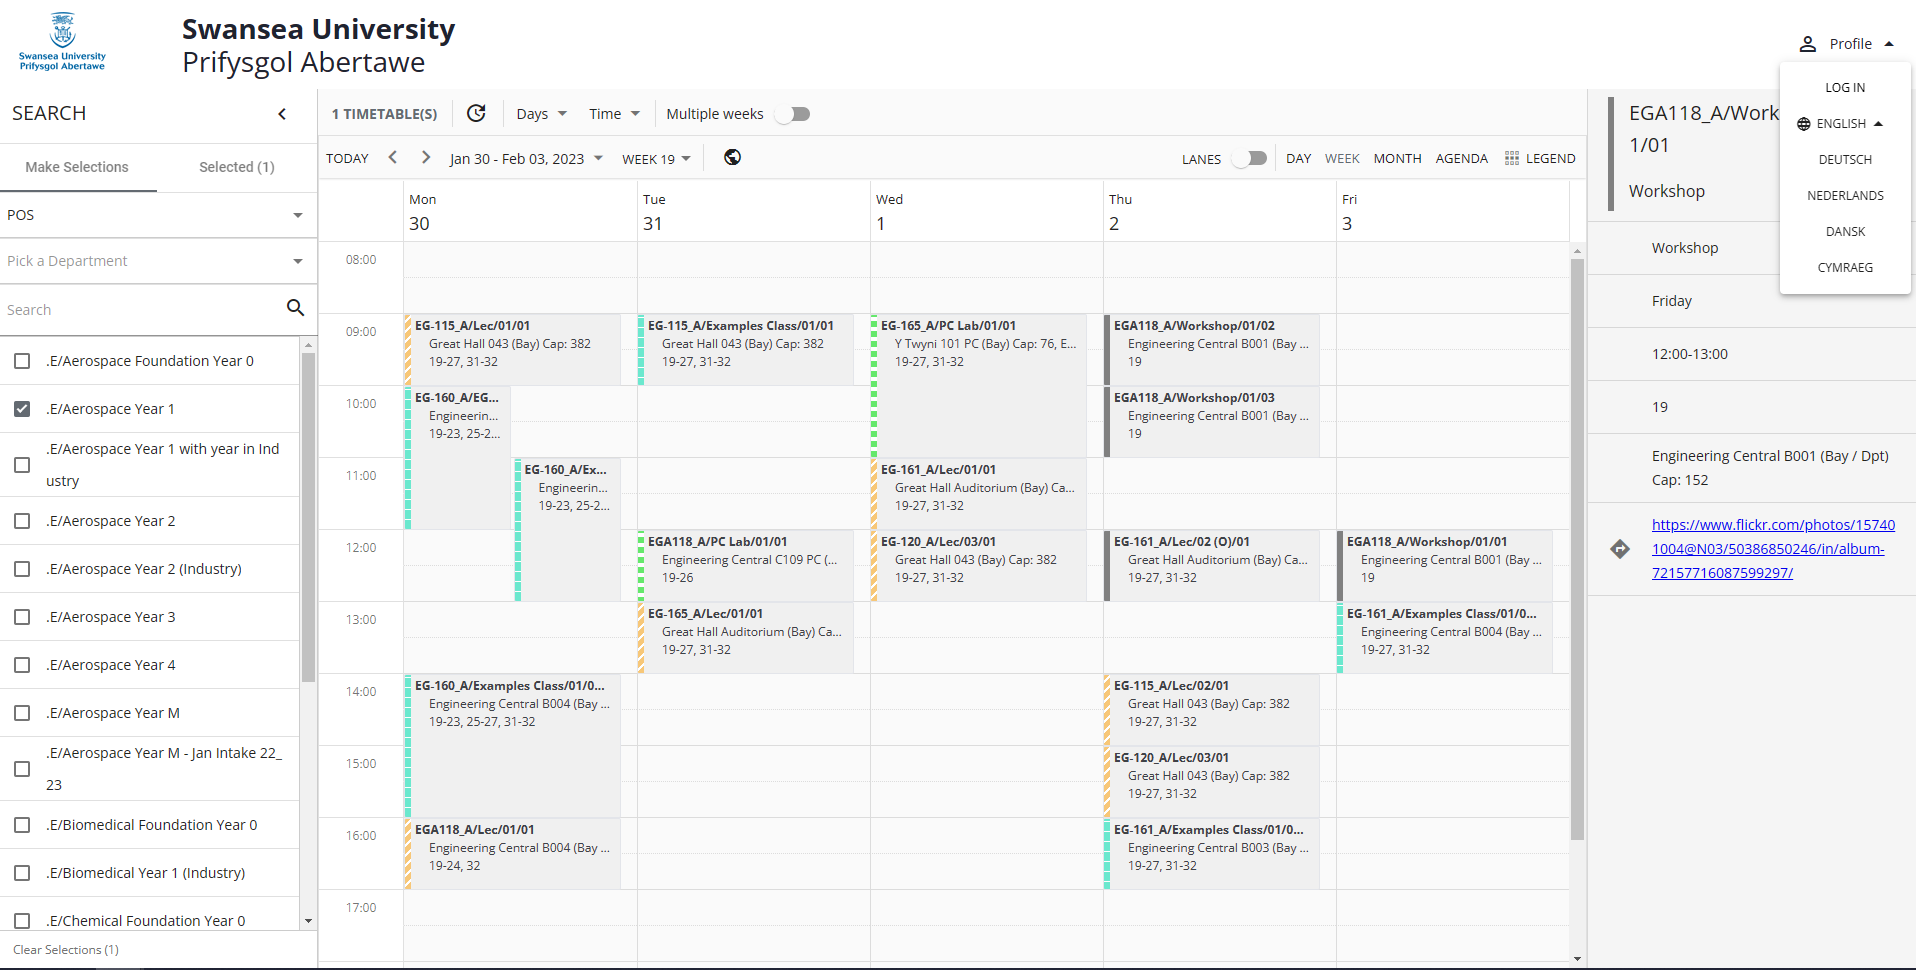 Swansea University
Prifysgol Abertawe
Swansea University
Prifysgol Abertawe
Profile
LOG IN
ENGLISH
DEUTSCH
NEDERLANDS
DANSK
CYMRAEG
SEARCH
Make Selections
Selected (1)
POS
Pick a Department
Search
.E/Aerospace Foundation Year 0
.E/Aerospace Year 1
.E/Aerospace Year 1 with year in Ind
ustry
.E/Aerospace Year 2
.E/Aerospace Year 2 (Industry)
.E/Aerospace Year 3
.E/Aerospace Year 4
.E/Aerospace Year M
.E/Aerospace Year M - Jan Intake 22_
23
.E/Biomedical Foundation Year 0
.E/Biomedical Year 1 (Industry)
.E/Chemical Foundation Year 0
Clear Selections (1)
1 TIMETABLE(S)
Days
Time
Multiple weeks
TODAY
Jan 30 - Feb 03, 2023
WEEK 19
LANES
DAY
WEEK
MONTH
AGENDA
LEGEND
Mon
30
Tue
31
Wed
1
Thu
2
Fri
3
08:00
09:00
10:00
11:00
12:00
13:00
14:00
15:00
16:00
17:00
EG-115_A/Lec/01/01
Great Hall 043 (Bay) Cap: 382
19-27, 31-32
EG-160_A/EG...
Engineerin...
19-23, 25-2...
EG-160_A/Ex...
Engineerin...
19-23, 25-2...
EG-160_A/Examples Class/01/0...
Engineering Central B004 (Bay ...
19-23, 25-27, 31-32
EGA118_A/Lec/01/01
Engineering Central B004 (Bay ...
19-24, 32
EG-115_A/Examples Class/01/01
Great Hall 043 (Bay) Cap: 382
19-27, 31-32
EGA118_A/PC Lab/01/01
Engineering Central C109 PC (...
19-26
EG-165_A/Lec/01/01
Great Hall Auditorium (Bay) Ca...
19-27, 31-32
EG-165_A/PC Lab/01/01
Y Twyni 101 PC (Bay) Cap: 76, E...
19-27, 31-32
EG-161_A/Lec/01/01
Great Hall Auditorium (Bay) Ca...
19-27, 31-32
EG-120_A/Lec/03/01
Great Hall 043 (Bay) Cap: 382
19-27, 31-32
EGA118_A/Workshop/01/02
Engineering Central B001 (Bay ...
19
EGA118_A/Workshop/01/03
Engineering Central B001 (Bay ...
19
EG-161_A/Lec/02 (O)/01
Great Hall Auditorium (Bay) Ca...
19-27, 31-32
EG-115_A/Lec/02/01
Great Hall 043 (Bay) Cap: 382
19-27, 31-32
EG-120_A/Lec/03/01
Great Hall 043 (Bay) Cap: 382
19-27, 31-32
EG-161_A/Examples Class/01/0...
Engineering Central B003 (Bay ...
19-27, 31-32
EGA118_A/Workshop/01/01
Engineering Central B001 (Bay ...
19
EG-161_A/Examples Class/01/0...
Engineering Central B004 (Bay ...
19-27, 31-32
EGA118_A/Work
1/01
Workshop
Workshop
Friday
12:00-13:00
19
Engineering Central B001 (Bay / Dpt)
Cap: 152
https://www.flickr.com/photos/15740
1004@N03/50386850246/in/album-
72157716087599297/